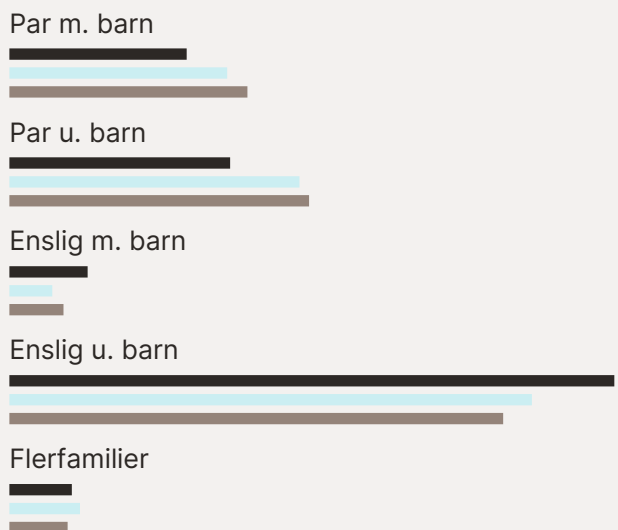 Par m. barn
Par u. barn
Enslig m. barn
Enslig u. barn
Flerfamilier